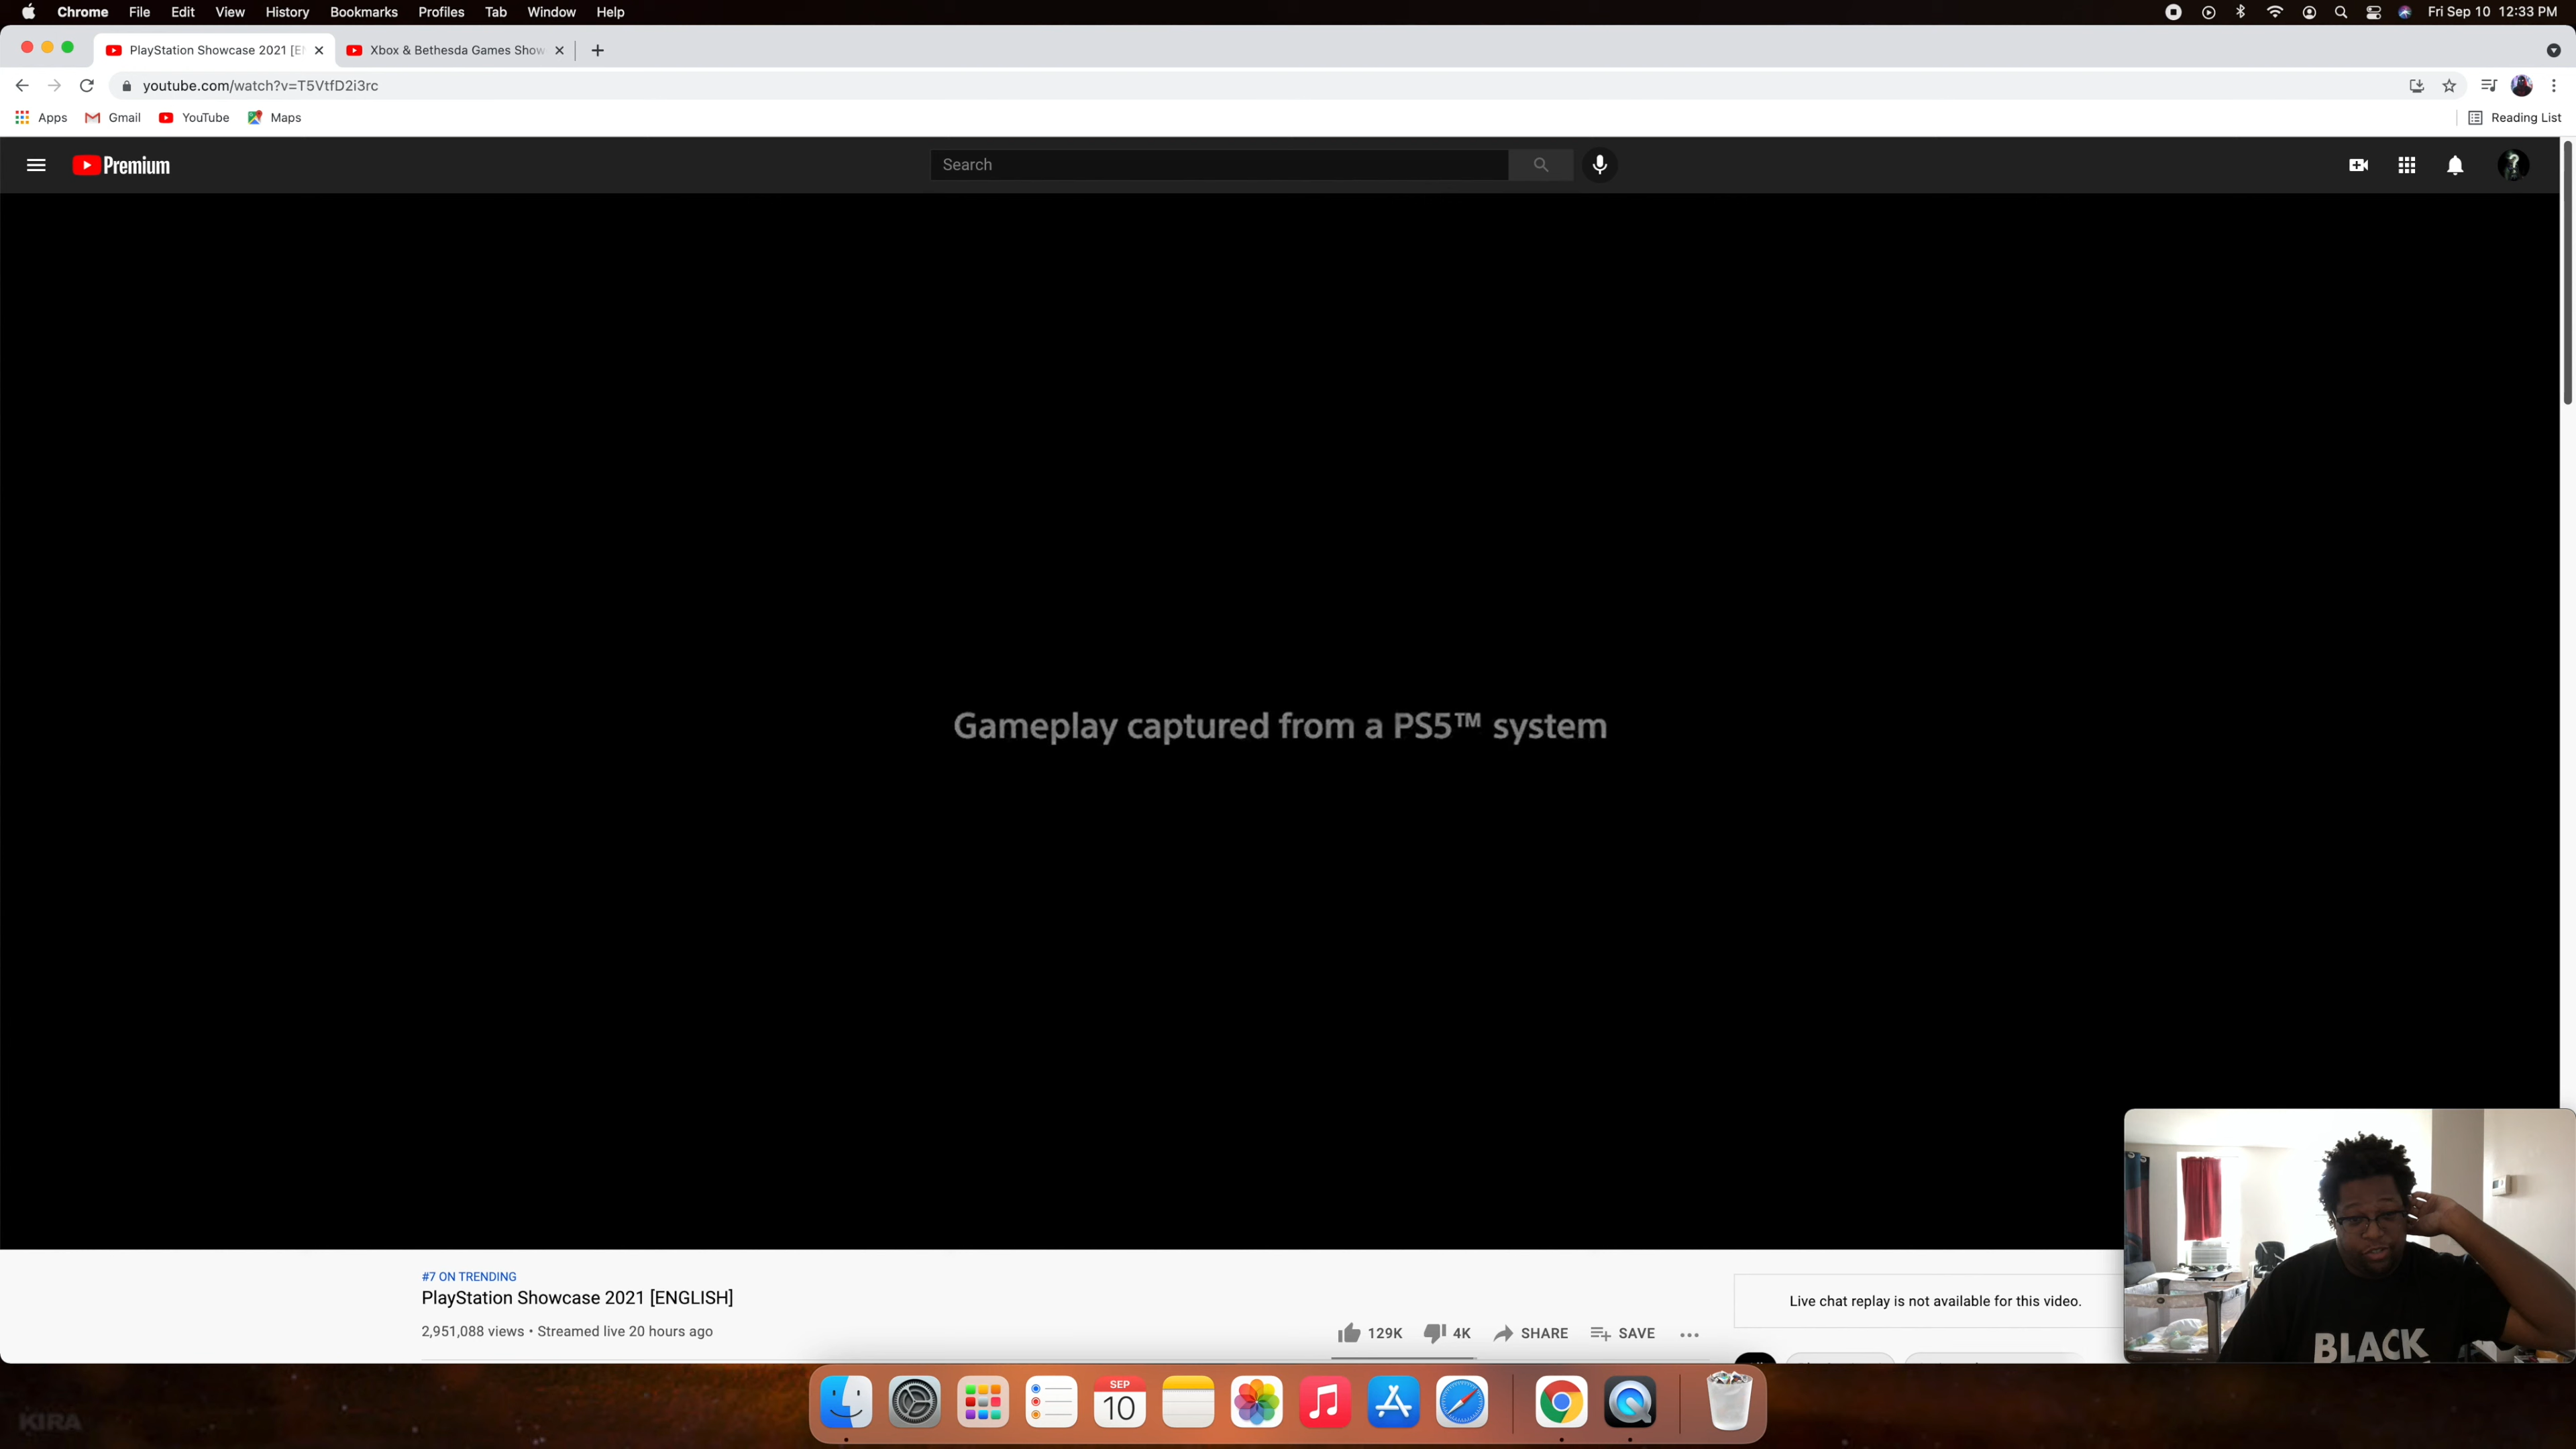 Chrome File Edit View History Bookmarks Profiles Tab Window Help
Fri Sep 10 12:33 PM
PlayStation Showcase 2021 [E
Xbox & Bethesda Games Show
youtube.com/watch?v=T5VtfD2i3rc
Apps Gmail YouTube Maps
Reading List
Premium
Search
Gameplay captured from a PS5™ system
#7 ON TRENDING
PlayStation Showcase 2021 [ENGLISH]
2,951,088 views • Streamed live 20 hours ago
129K 4K SHARE SAVE
Live chat replay is not available for this video.
BLACK
SEP
10
KIRA